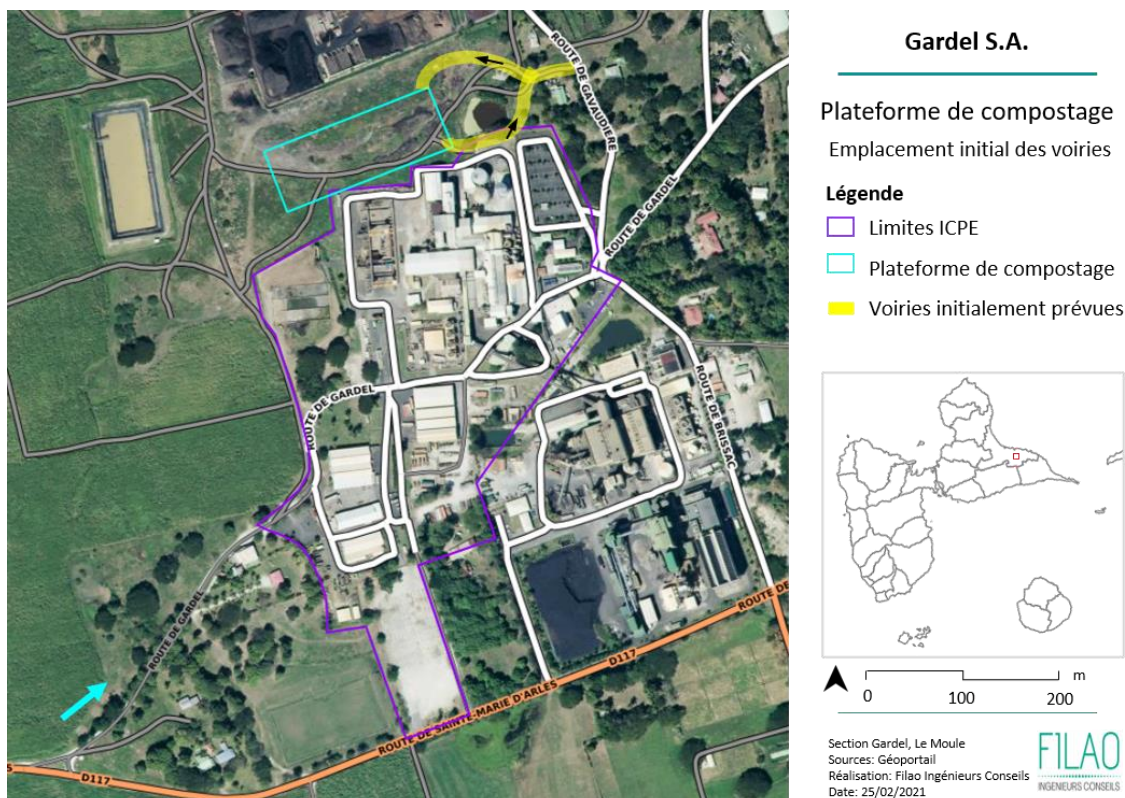 ROUTE DE GAVAUDIERE
ROUTE DE GARDEL
ROUTE DE GARDEL
ROUTE DE BRISSAC
ROUTE DE GARDEL
ROUTE DE
D117
ROUTE DE SAINTE-MARIE D'ARLES
S
D117
Gardel S.A.
Plateforme de compostage
Emplacement initial des voiries
Légende
Limites ICPE
Plateforme de compostage
Voiries initialement prévues
m
0 100 200
Section Gardel, Le Moule
Sources: Géoportail
Réalisation: Filao Ingénieurs Conseils
Date: 25/02/2021
FILAO
INGENIEURS CONSEILS